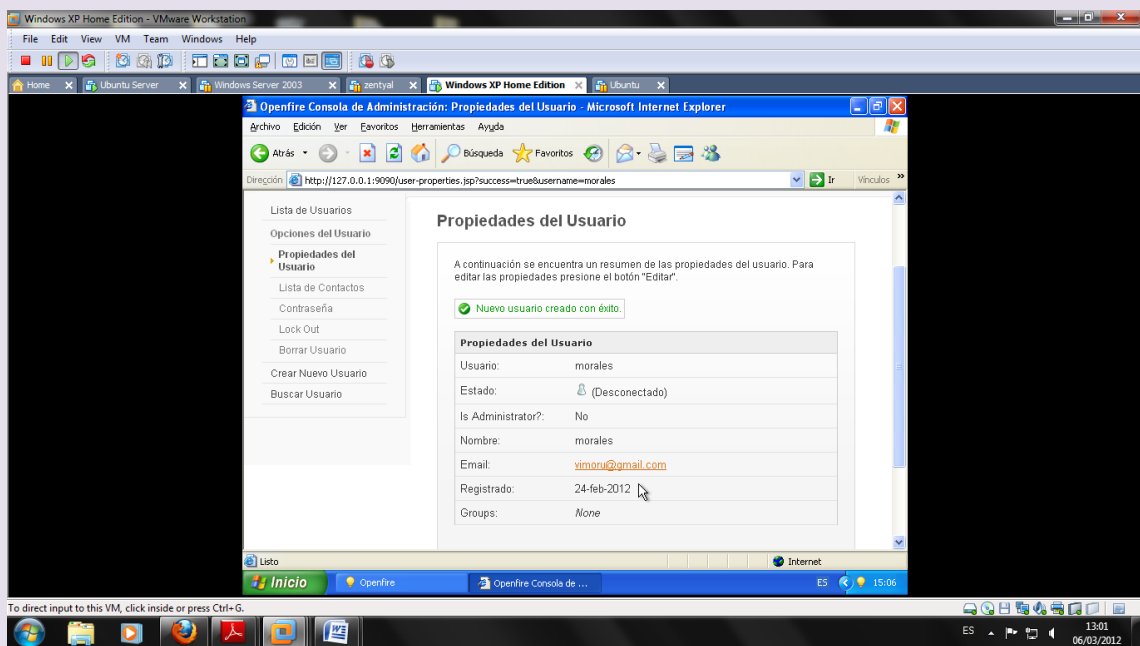 Windows XP Home Edition - VMware Workstation
File Edit View VM Team Windows Help
Home Ubuntu Server Windows Server 2003 zentyal Windows XP Home Edition Ubuntu
Openfire Consola de Administración: Propiedades del Usuario - Microsoft Internet Explorer
Archivo Edición Ver Favoritos Herramientas Ayuda
Atrás Búsqueda Favoritos
Dirección http://127.0.0.1:9090/user-properties.jsp?success=true&username=morales Ir Vínculos »
Lista de Usuarios
Opciones del Usuario
Propiedades del
Usuario
Lista de Contactos
Contraseña
Lock Out
Borrar Usuario
Crear Nuevo Usuario
Buscar Usuario
Propiedades del Usuario
A continuación se encuentra un resumen de las propiedades del usuario. Para
editar las propiedades presione el botón "Editar".
Nuevo usuario creado con éxito.
Propiedades del Usuario
Usuario: morales
Estado: (Desconectado)
Is Administrator?: No
Nombre: morales
Email: vimoru@gmail.com
Registrado: 24-feb-2012
Groups: None
Listo Internet
Inicio Openfire Openfire Consola de ... ES 15:06
To direct input to this VM, click inside or press Ctrl+G.
ES 13:01
06/03/2012